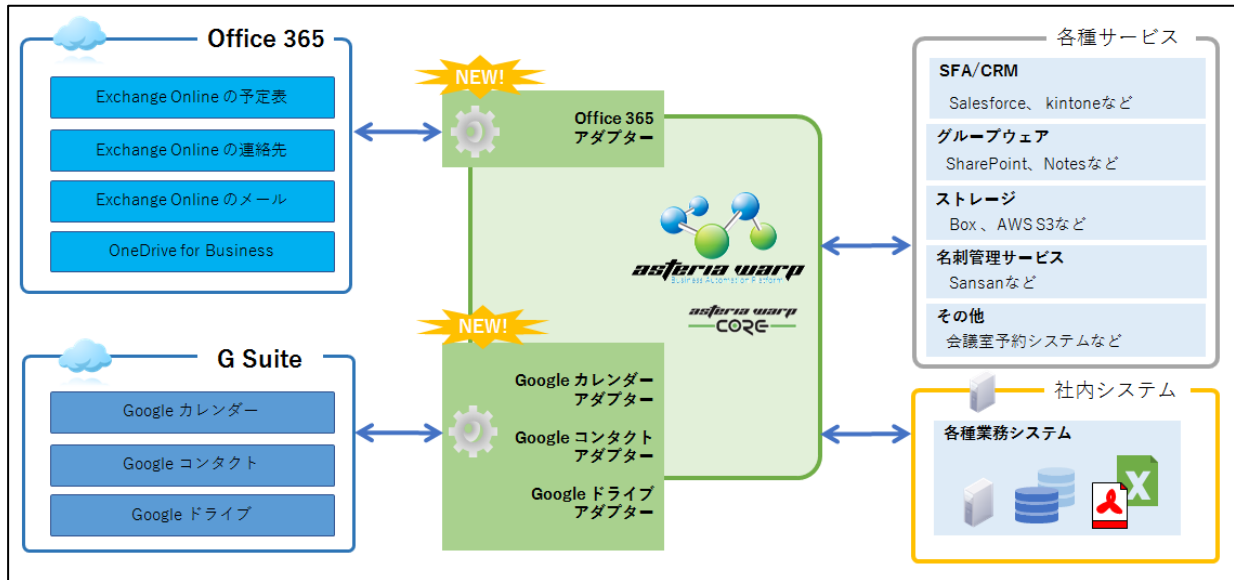 Office 365
Exchange Online の予定表
Exchange Online の連絡先
Exchange Online のメール
OneDrive for Business
G Suite
Google カレンダー
Google コンタクト
Google ドライブ
NEW!
Office 365
アダプター
asteria warp
Business Automation Platform
asteria warp
CORE
NEW!
Google カレンダー
アダプター
Google コンタクト
アダプター
Google ドライブ
アダプター
各種サービス
SFA/CRM
Salesforce、 kintoneなど
グループウェア
SharePoint、Notesなど
ストレージ
Box 、AWS S3など
名刺管理サービス
Sansanなど
その他
会議室予約システムなど
社内システム
各種業務システム
X